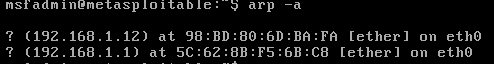 msfadmin@metasploitable:~$ arp -a
? (192.168.1.12) at 98:BD:80:6D:BA:FA [ether] on eth0
? (192.168.1.1) at 5C:62:8B:F5:6B:C8 [ether] on eth0